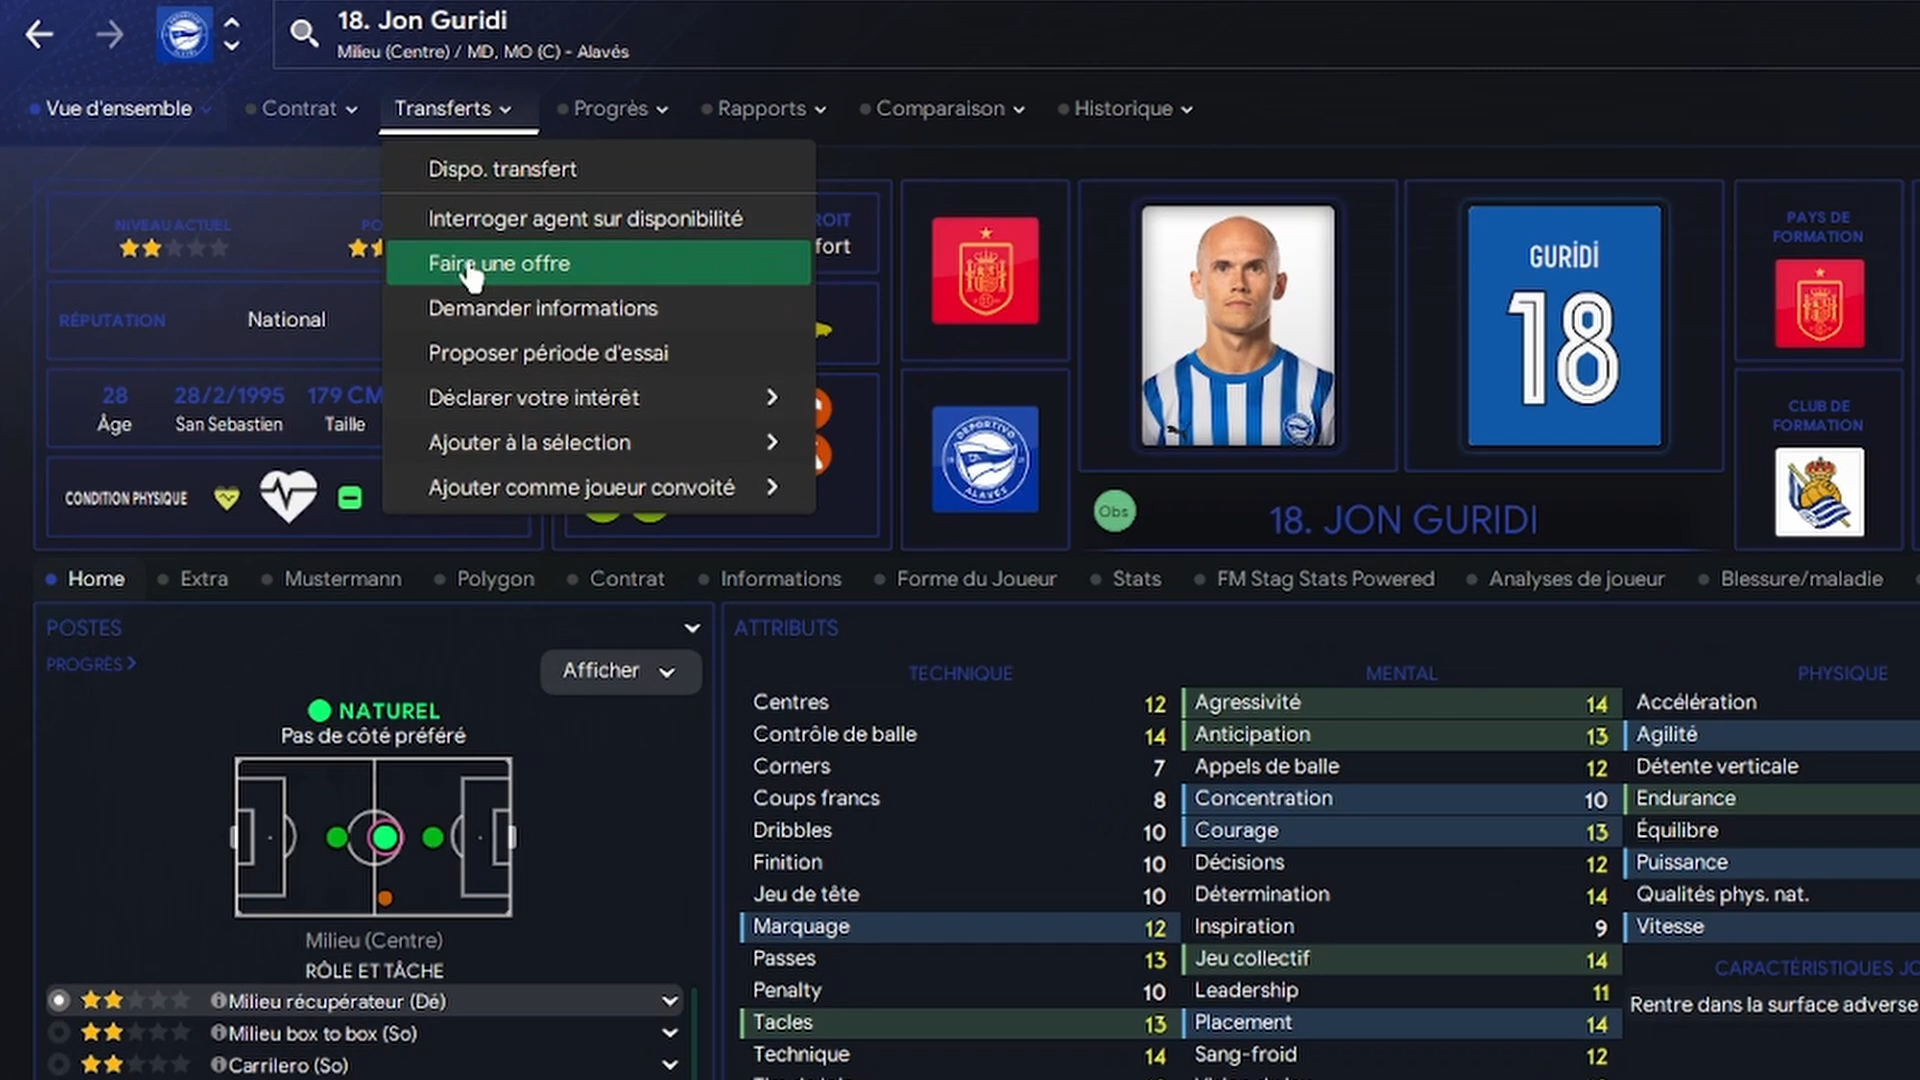 18. Jon Guridi
Milieu (Centre) / MD, MO (C) - Alavés
Vue d'ensemble
Contrat
Transferts
Progrès
Rapports
Comparaison
Historique
Dispo. transfert
Interroger agent sur disponibilité
Faire une offre
Demander informations
Proposer période d'essai
Déclarer votre intérêt
Ajouter à la sélection
Ajouter comme joueur convoité
NIVEAU ACTUEL
PO
ROIT
fort
RÉPUTATION
National
28
28/2/1995
179 CM
Âge
San Sebastien
Taille
CONDITION PHYSIQUE
DEPORTIVO
ALAVÉS
GURIDI
18
PAYS DE
FORMATION
CLUB DE
FORMATION
Obs
18. JON GURIDI
Home
Extra
Mustermann
Polygon
Contrat
Informations
Forme du Joueur
Stats
FM Stag Stats Powered
Analyses de joueur
Blessure/maladie
POSTES
PROGRÈS
Afficher
NATUREL
Pas de côté préféré
Milieu (Centre)
RÔLE ET TÂCHE
Milieu récupérateur (Dé)
Milieu box to box (So)
Carrilero (So)
ATTRIBUTS
TECHNIQUE
Centres 12
Contrôle de balle 14
Corners 7
Coups francs 8
Dribbles 10
Finition 10
Jeu de tête 10
Marquage 12
Passes 13
Penalty 10
Tacles 13
Technique 14
MENTAL
Agressivité 14
Anticipation 13
Appels de balle 12
Concentration 10
Courage 13
Décisions 12
Détermination 14
Inspiration 9
Jeu collectif 14
Leadership 11
Placement 14
Sang-froid 12
PHYSIQUE
Accélération
Agilité
Détente verticale
Endurance
Équilibre
Puissance
Qualités phys. nat.
Vitesse
CARACTÉRISTIQUES JO
Rentre dans la surface adverse